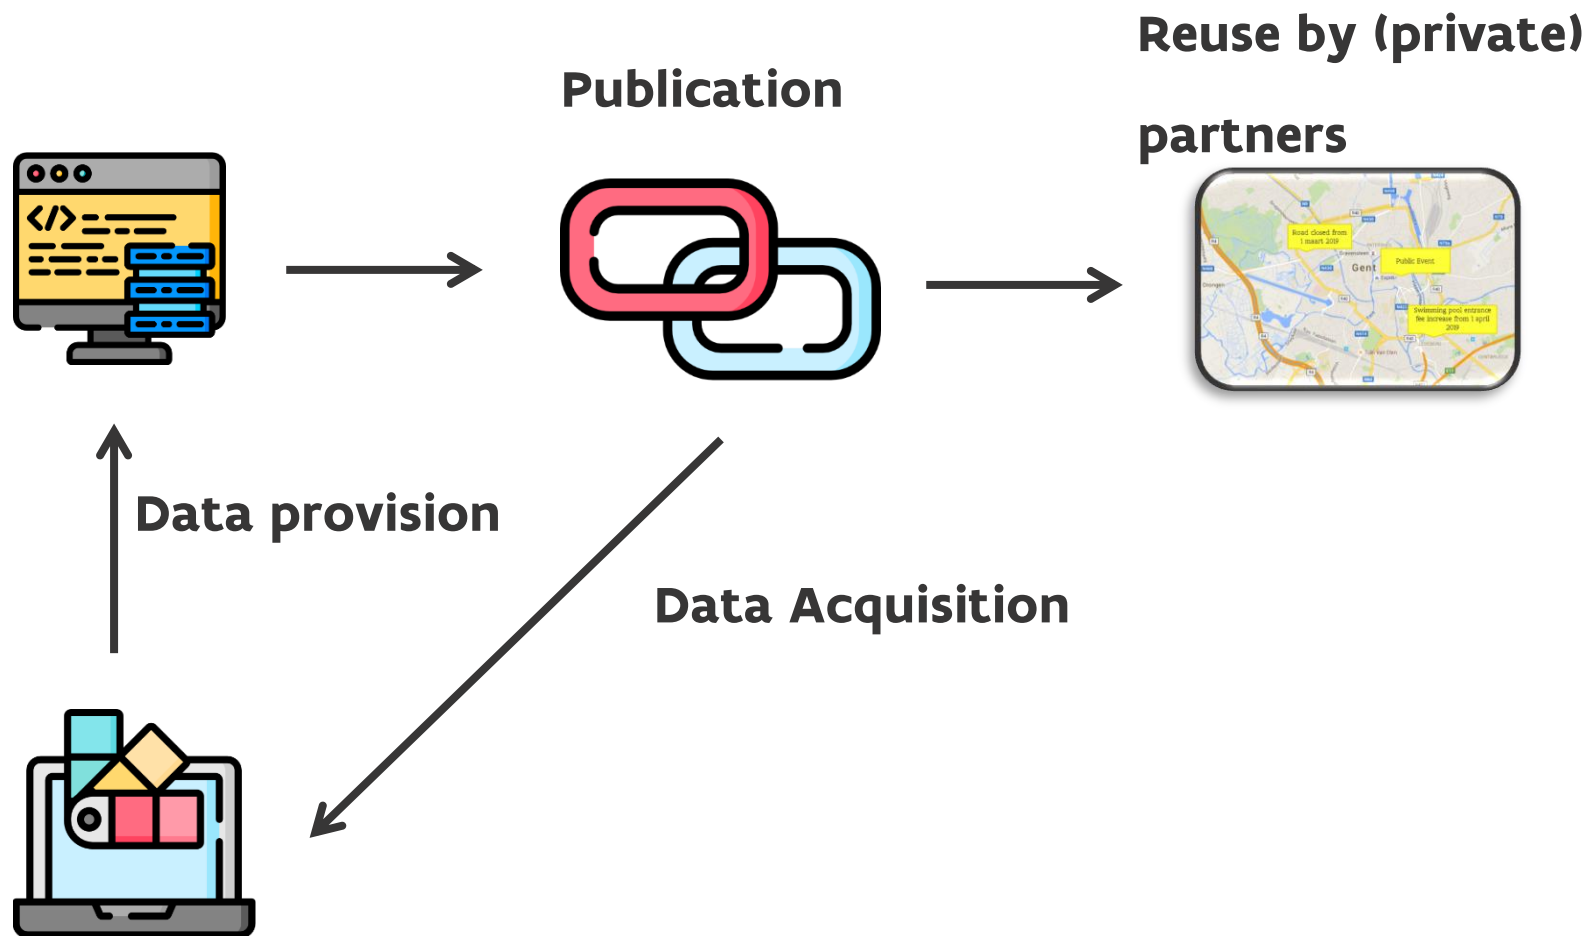 Reuse by (private)
partners
Publication
</>
Road closed from
1 maart 2019
Public Event
Gent
Swimming pool entrance
fee increase from 1 april
2019
Data provision
Data Acquisition